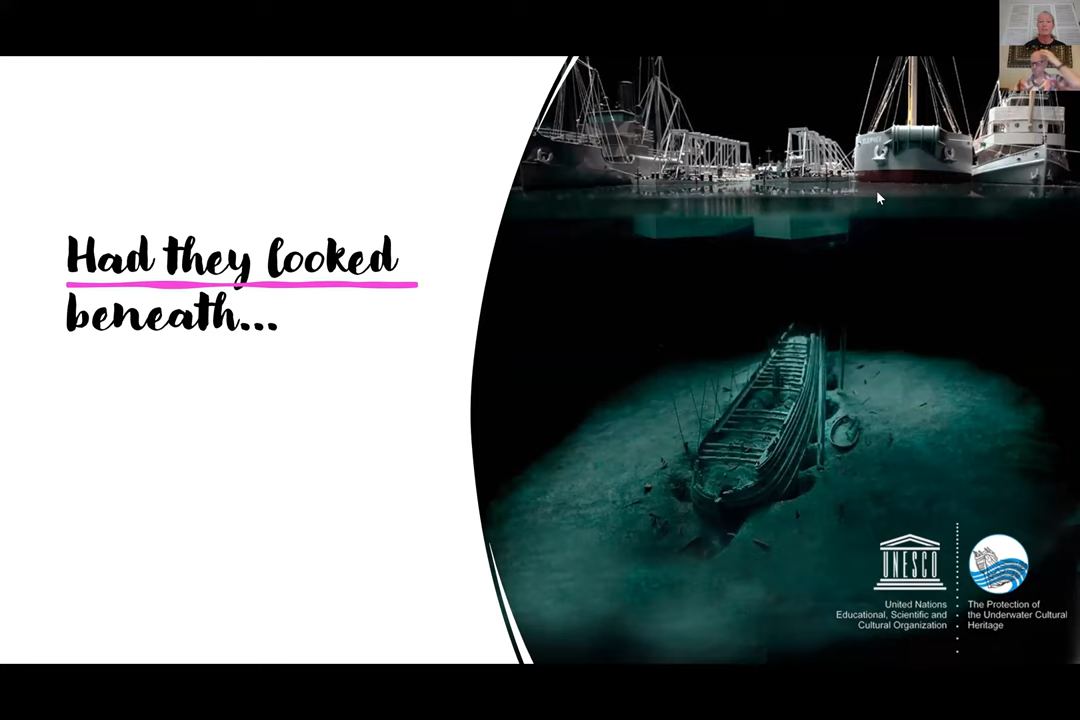 Had they looked
beneath...
UNESCO
United Nations
Educational, Scientific and
Cultural Organization
The Protection of
the Underwater Cultural
Heritage